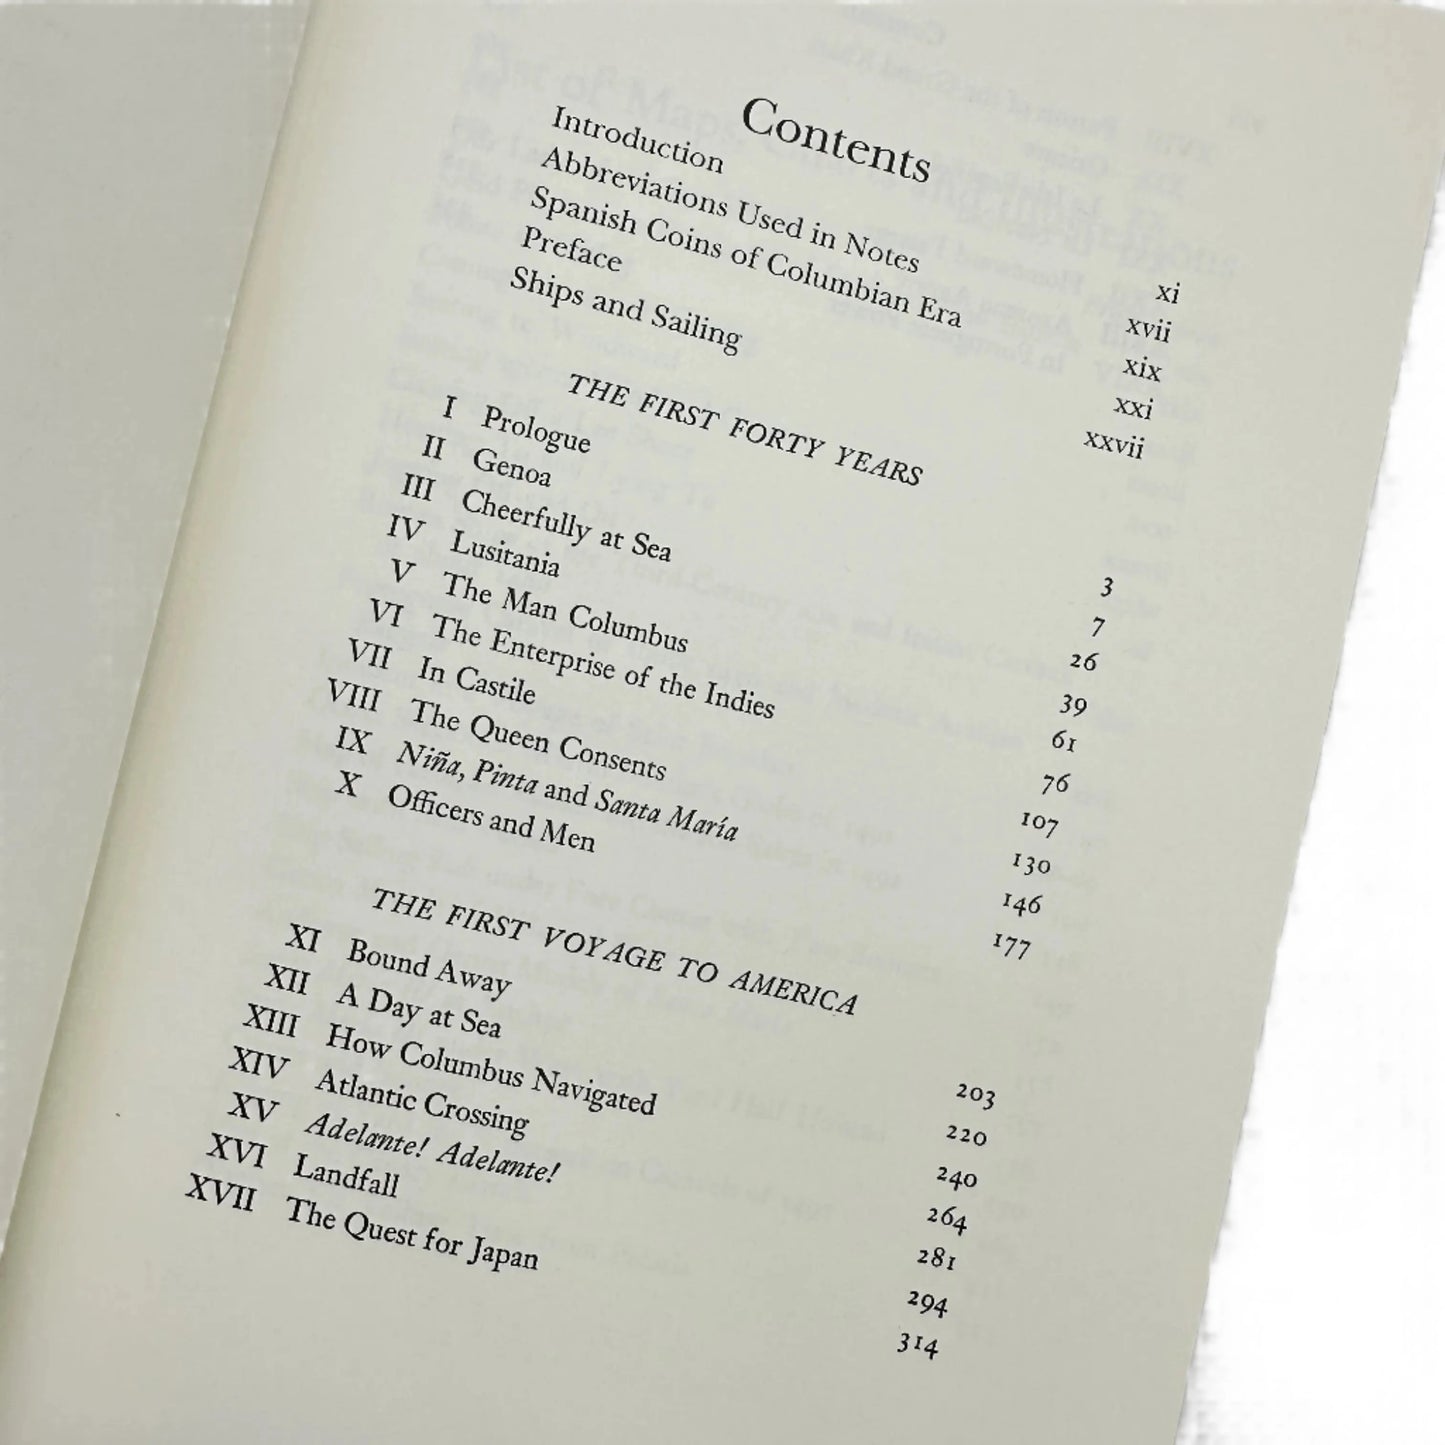 Contents
Introduction xi
Abbreviations Used in Notes xvii
Spanish Coins of Columbian Era xix
Preface xxi
Ships and Sailing xxvii
THE FIRST FORTY YEARS
I Prologue 3
II Genoa 7
III Cheerfully at Sea 26
IV Lusitania 39
V The Man Columbus 61
VI The Enterprise of the Indies 76
VII In Castile 107
VIII The Queen Consents 130
IX Niña, Pinta and Santa María 146
X Officers and Men 177
THE FIRST VOYAGE TO AMERICA
XI Bound Away 203
XII A Day at Sea 220
XIII How Columbus Navigated 240
XIV Atlantic Crossing 264
XV Adelante! Adelante! 281
XVI Landfall 294
XVII The Quest for Japan 314